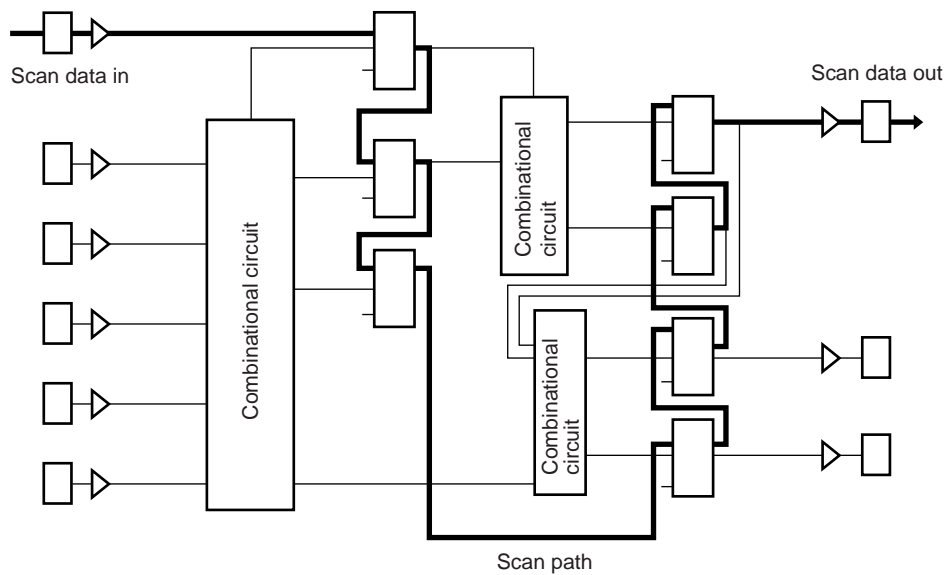 Scan data in
Scan data out
Combinational circuit
Combinational
circuit
Combinational
circuit
Scan path